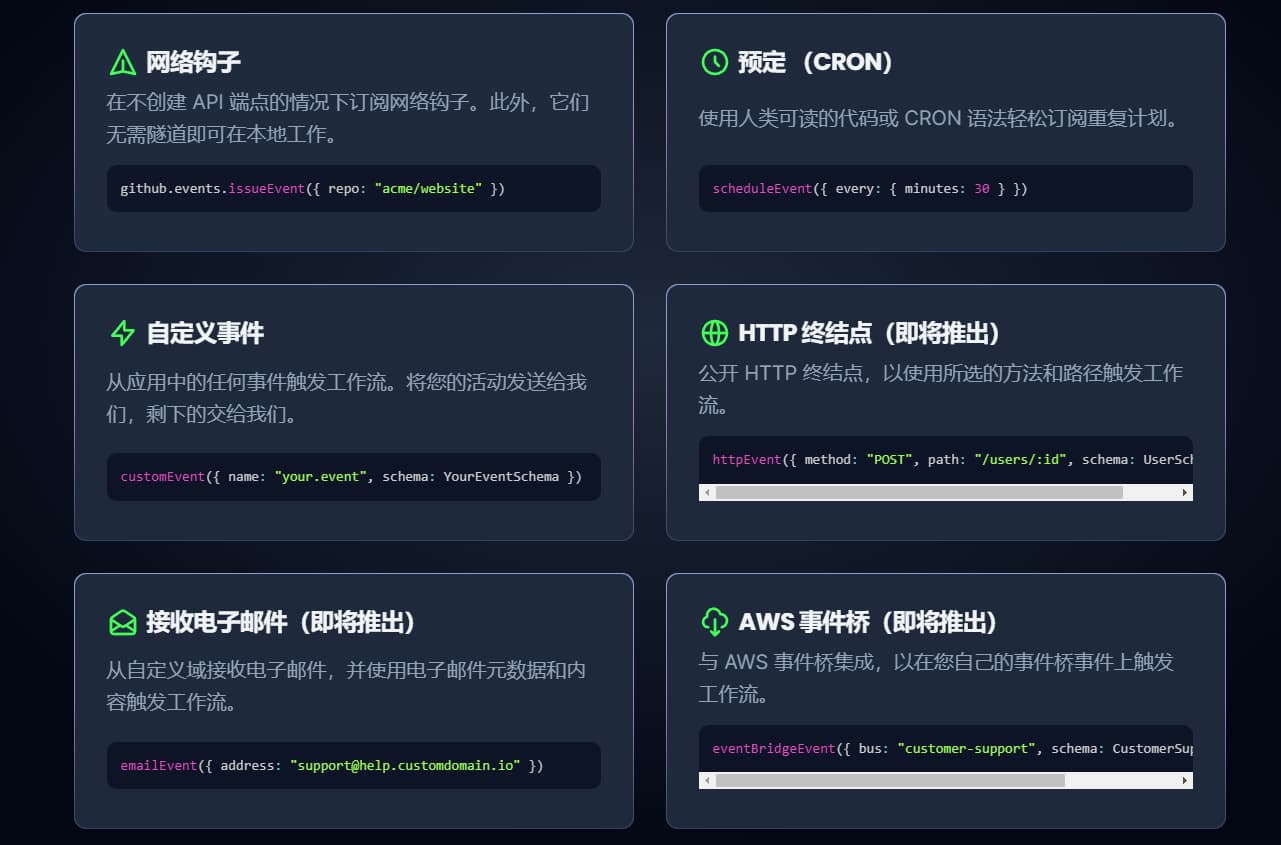 网络钩子
在不创建 API 端点的情况下订阅网络钩子。此外，它们
无需隧道即可在本地工作。
github.events.issueEvent({ repo: "acme/website" })
预定 （CRON）
使用人类可读的代码或 CRON 语法轻松订阅重复计划。
scheduleEvent({ every: { minutes: 30 } })
自定义事件
从应用中的任何事件触发工作流。将您的活动发送给我
们，剩下的交给我们。
customEvent({ name: "your.event", schema: YourEventSchema })
HTTP 终结点（即将推出）
公开 HTTP 终结点，以使用所选的方法和路径触发工作
流。
httpEvent({ method: "POST", path: "/users/:id", schema: UserSch
接收电子邮件（即将推出）
从自定义域接收电子邮件，并使用电子邮件元数据和内
容触发工作流。
emailEvent({ address: "support@help.customdomain.io" })
AWS 事件桥（即将推出）
与 AWS 事件桥集成，以在您自己的事件桥事件上触发
工作流。
eventBridgeEvent({ bus: "customer-support", schema: CustomerSup